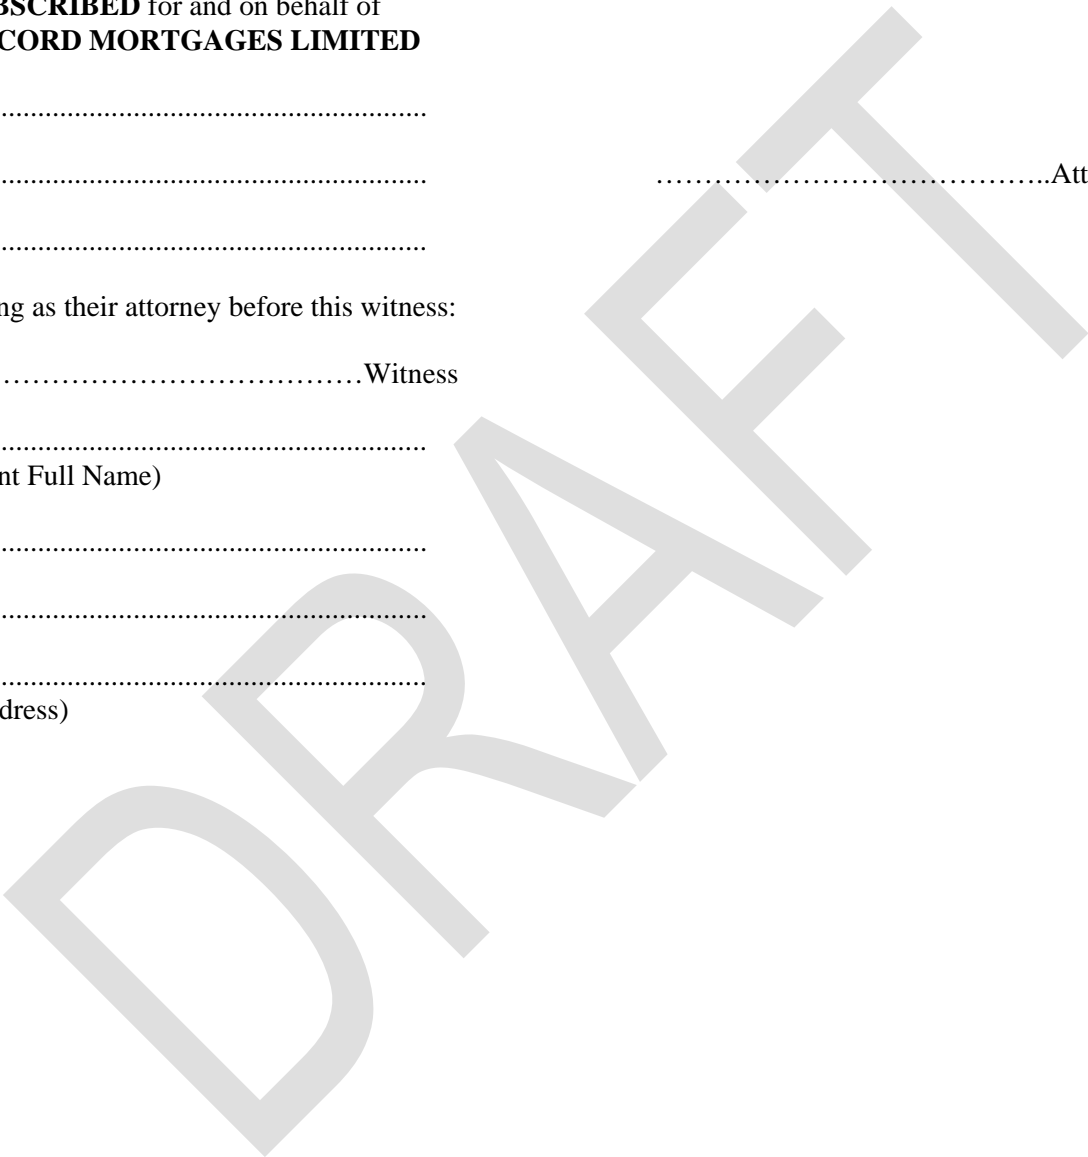 BSCRIBED for and on behalf of
CORD MORTGAGES LIMITED
..........................................................
.......................................................... …………………………………..Att
..........................................................
ng as their attorney before this witness:
………………………………Witness
..........................................................
nt Full Name)
..........................................................
..........................................................
..........................................................
dress)
DRAFT